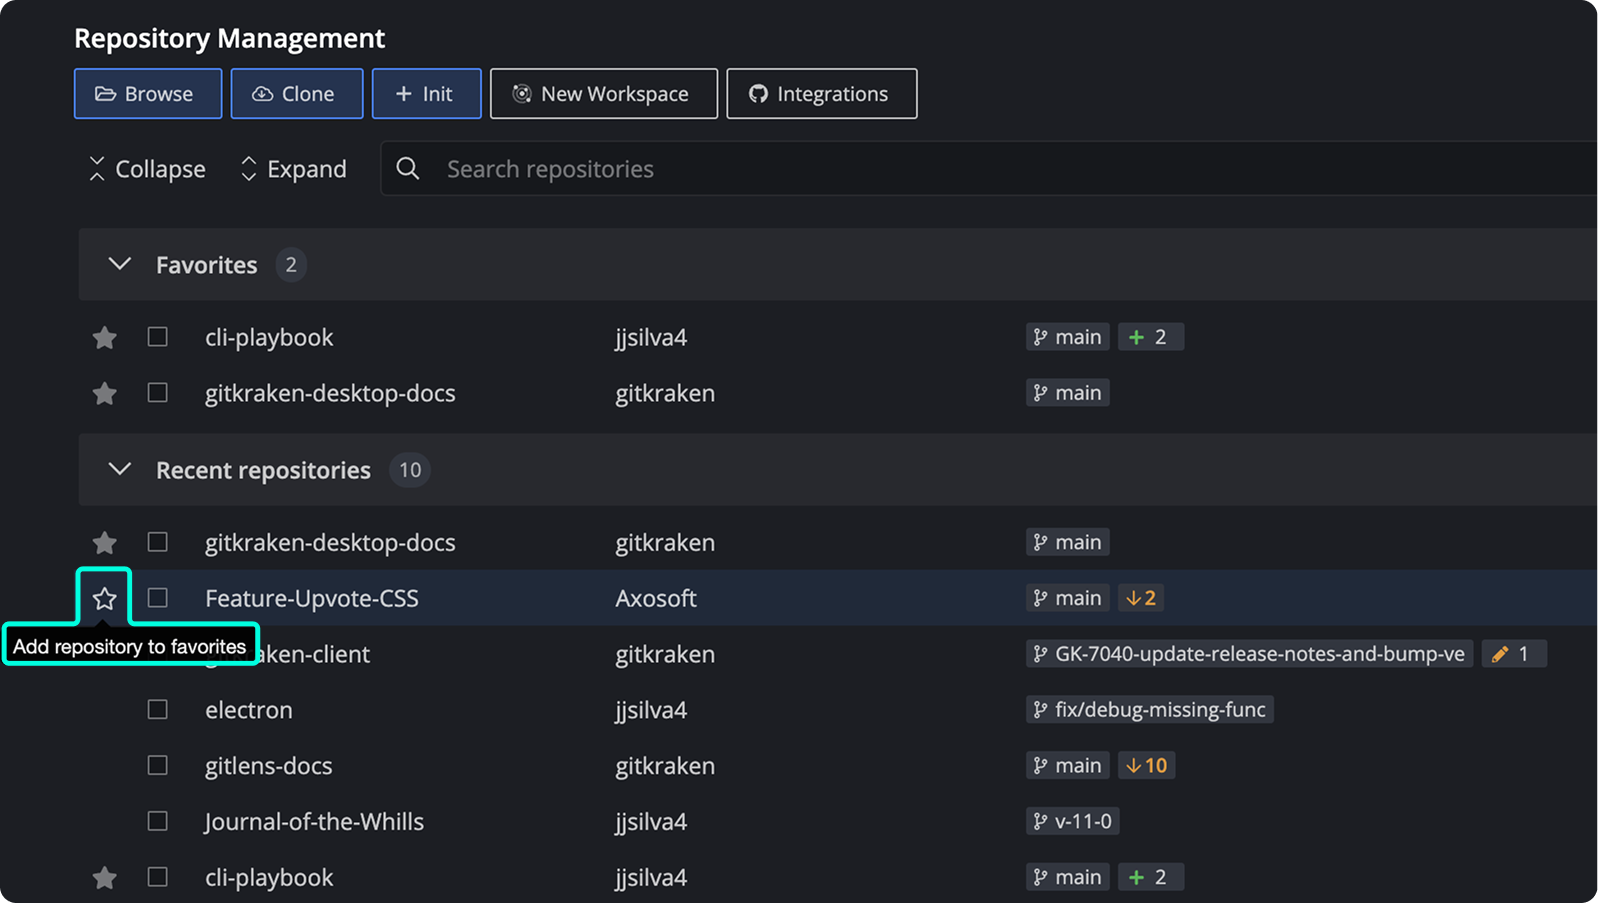 Repository Management
Browse Clone + Init New Workspace Integrations
Collapse Expand Search repositories
Favorites 2
cli-playbook jjsilva4 main + 2
gitkraken-desktop-docs gitkraken main
Recent repositories 10
gitkraken-desktop-docs gitkraken main
Feature-Upvote-CSS Axosoft main ↓2
Add repository to favorites
gitkraken-client gitkraken GK-7040-update-release-notes-and-bump-ve 1
electron jjsilva4 fix/debug-missing-func
gitlens-docs gitkraken main ↓10
Journal-of-the-Whills jjsilva4 v-11-0
cli-playbook jjsilva4 main + 2